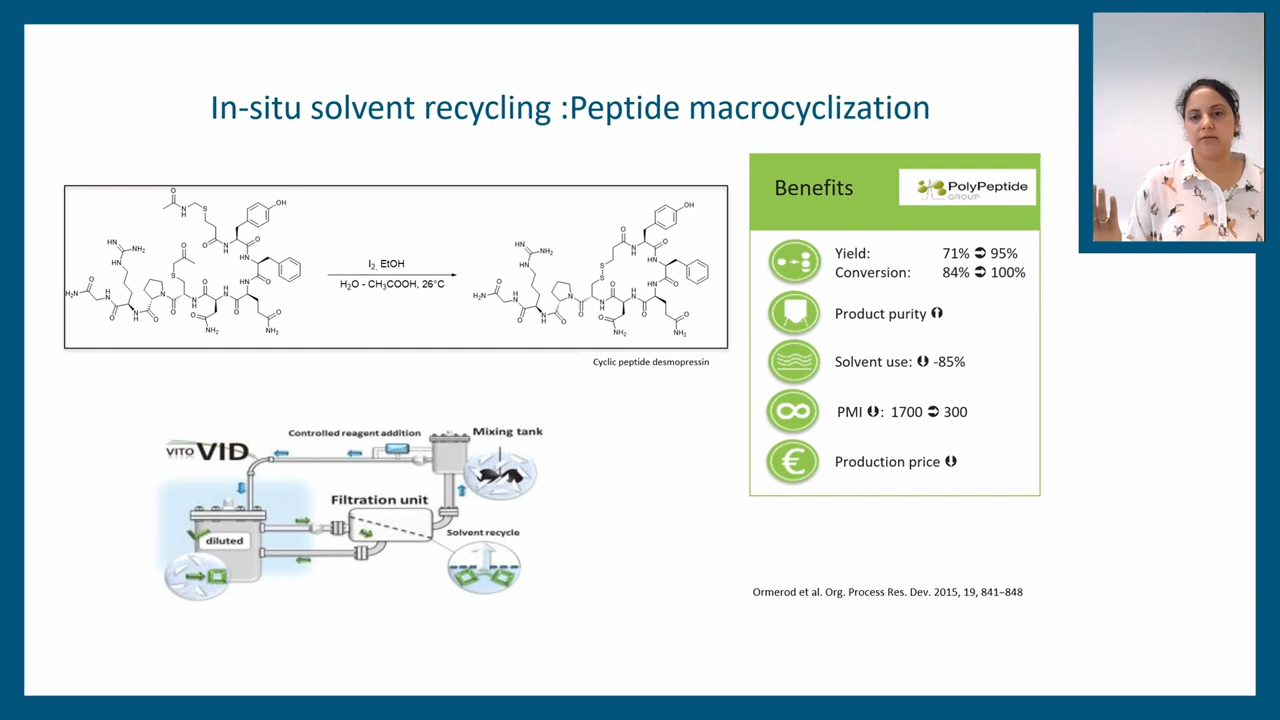 In-situ solvent recycling :Peptide macrocyclization
I2, EtOH
H2O - CH3COOH, 26°C
Cyclic peptide desmopressin
Benefits
PolyPeptide
GROUP
Yield: 71% ➲ 95%
Conversion: 84% ➲ 100%
Product purity
Solvent use: -85%
PMI : 1700 ➲ 300
€
Production price
VITO VID
Controlled reagent addition
Mixing tank
Filtration unit
Solvent recycle
diluted
Ormerod et al. Org. Process Res. Dev. 2015, 19, 841−848